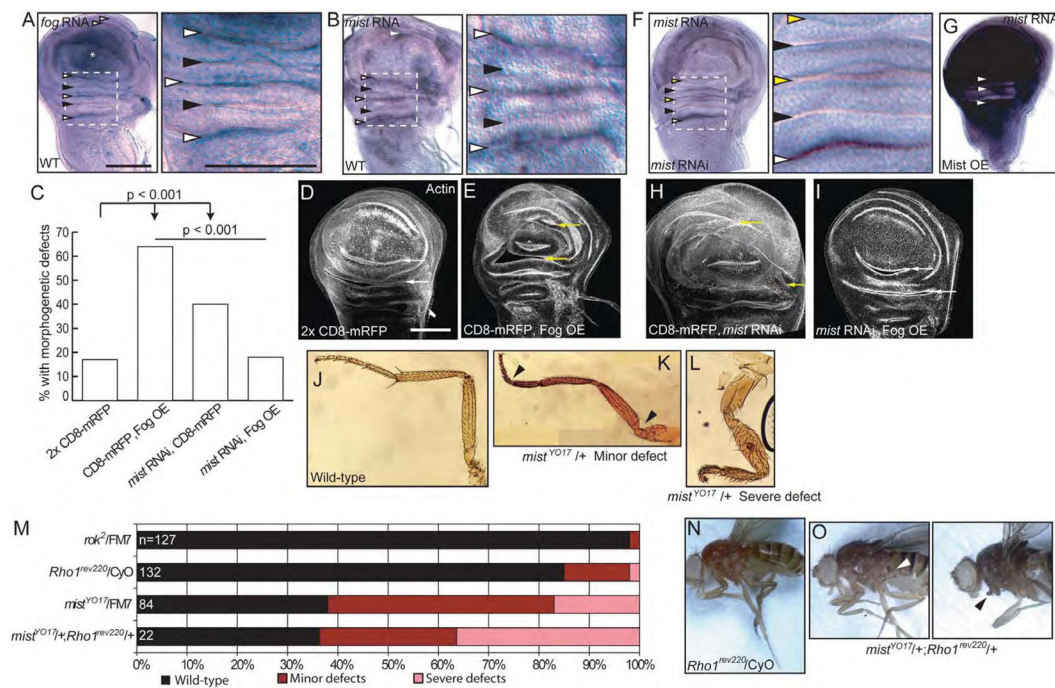 A
fog RNA
WT
B
mist RNA
WT
F
mist RNA
mist RNAi
G
mist RNA
Mist OE
C
p < 0.001
p < 0.001
% with morphogenetic defects
70
60
50
40
30
20
10
0
2x CD8-mRFP
CD8-mRFP, Fog OE
mist RNAi, CD8-mRFP
mist RNAi, Fog OE
D
Actin
2x CD8-mRFP
E
CD8-mRFP, Fog OE
H
CD8-mRFP, mist RNAi
I
mist RNAi, Fog OE
J
Wild-type
K
mist YO17/+ Minor defect
L
mist YO17/+ Severe defect
M
rok2/FM7
n=127
Rho1rev220/CyO
132
mistYO17/FM7
84
mistYO17/+;Rho1rev220/+
22
0% 10% 20% 30% 40% 50% 60% 70% 80% 90% 100%
Wild-type Minor defects Severe defects
N
Rho1rev220/CyO
O
mistYO17/+;Rho1rev220/+